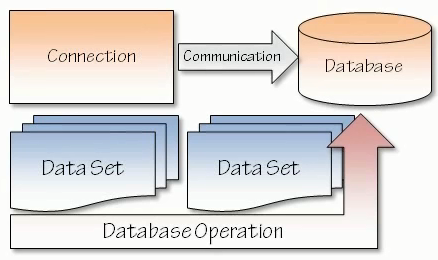 Connection
Communication
Database
Data Set
Data Set
Database Operation